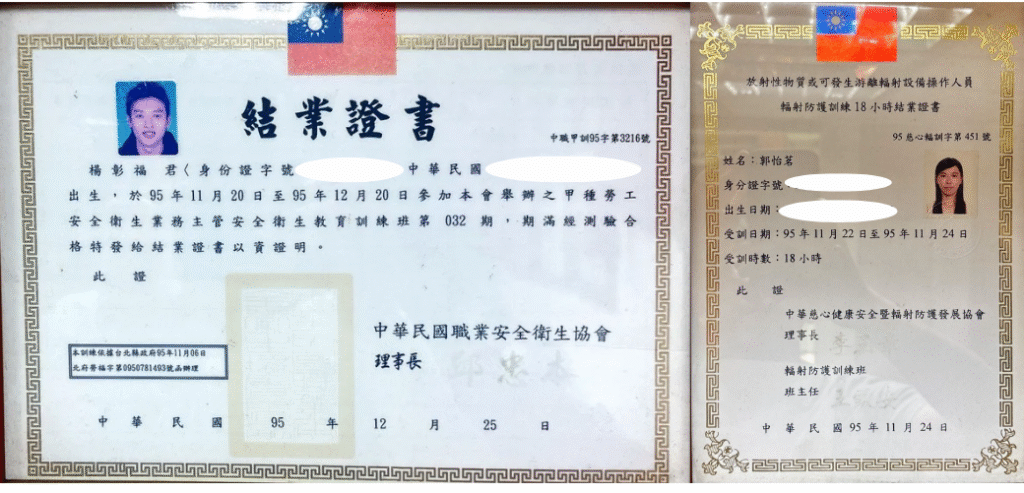 結業證書
中職甲訓95字第3216號
楊彰福 君(身份證字號 中華民國
出生,於95年11月20日至95年12月20日參加本會舉辦之甲種勞工
安全衛生業務主管安全衛生教育訓練班第 032 期,期滿經測驗合
格特發給結業證書以資證明。
此證
中華民國職業安全衛生協會
理事長
本訓練依據台北縣政府95年11月06日
北府勞福字第0950781493號函辦理
中華民國 95 年 12 月 25 日
放射性物質或可發生游離輻射設備操作人員
輻射防護訓練18小時結業證書
95慈心輻訓字第451號
姓名:郭怡茗
身分證字號
出生日期:
受訓日期:95年11月22日至95年11月24日
受訓時數:18小時
此證
中華慈心健康安全暨輻射防護發展協會
理事長
輻射防護訓練班
班主任
中華民國95年11月24日